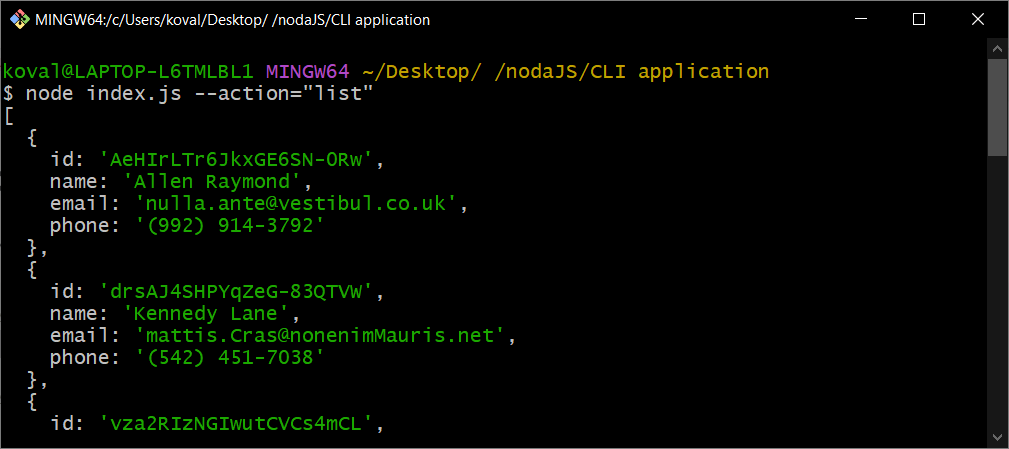 MINGW64:/c/Users/koval/Desktop/ /nodaJS/CLI application
koval@LAPTOP-L6TMLBL1 MINGW64 ~/Desktop/ /nodaJS/CLI application
$ node index.js --action="list"
[
  {
    id: 'AeHIrLTr6JkxGE6SN-0Rw',
    name: 'Allen Raymond',
    email: 'nulla.ante@vestibul.co.uk',
    phone: '(992) 914-3792'
  },
  {
    id: 'drsAJ4SHPYqZeG-83QTVW',
    name: 'Kennedy Lane',
    email: 'mattis.Cras@nonenimMauris.net',
    phone: '(542) 451-7038'
  },
  {
    id: 'vza2RIzNGIwutCVCs4mCL',